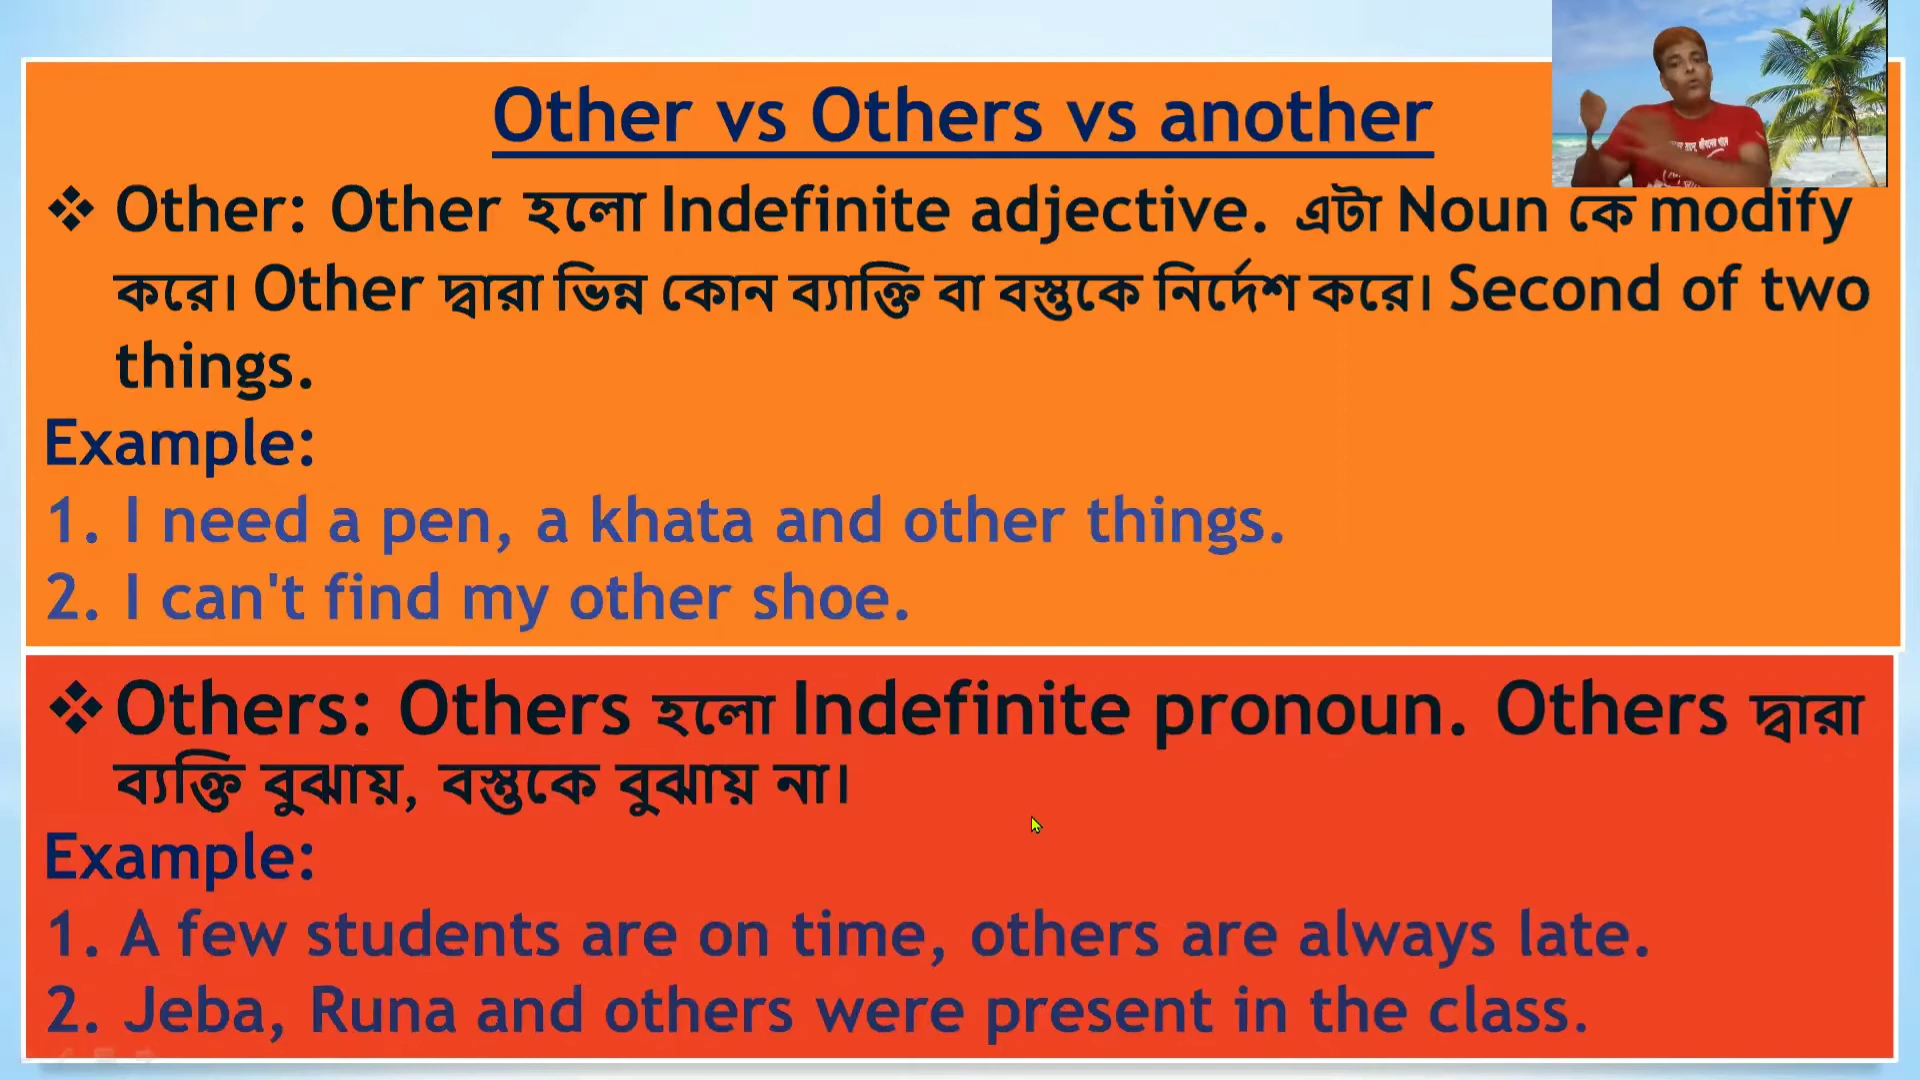 Other vs Others vs another
❖ Other: Other হলো Indefinite adjective. এটা Noun কে modify
করে। Other দ্বারা ভিন্ন কোন ব্যাক্তি বা বস্তুকে নির্দেশ করে। Second of two
things.
Example:
1. I need a pen, a khata and other things.
2. I can't find my other shoe.
❖ Others: Others হলো Indefinite pronoun. Others দ্বারা
ব্যক্তি বুঝায়, বস্তুকে বুঝায় না।
Example:
1. A few students are on time, others are always late.
2. Jeba, Runa and others were present in the class.